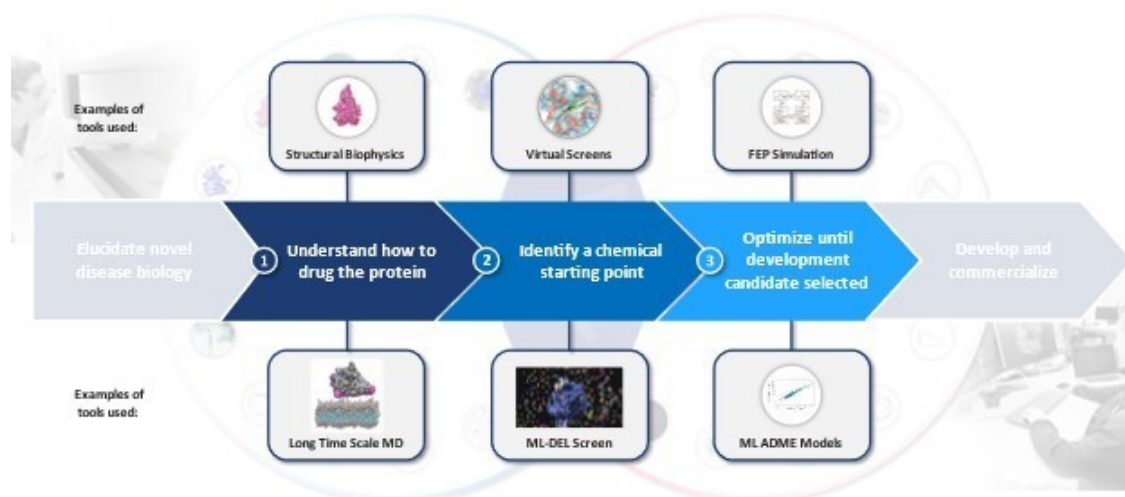 Examples of
tools used:
Structural Biophysics
Virtual Screens
FEP Simulation
Elucidate novel
disease biology
1
Understand how to
drug the protein
2
Identify a chemical
starting point
3
Optimize until
development
candidate selected
Develop and
commercialize
Examples of
tools used:
Long Time Scale MD
ML-DEL Screen
ML ADME Models